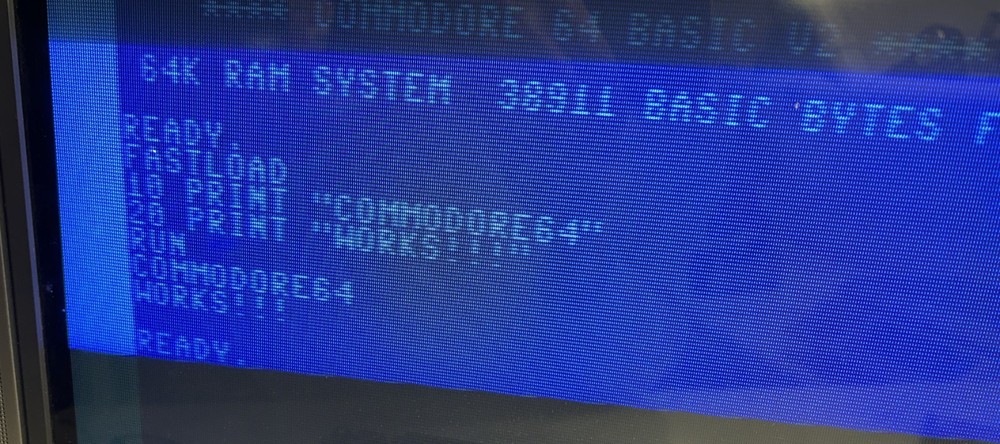 **** COMMODORE 64 BASIC V2 ****
64K RAM SYSTEM 38911 BASIC BYTES F
READY.
FASTLOAD
10 PRINT "COMMODORE64"
20 PRINT "WORKS!!!"
RUN
COMMODORE64
WORKS!!!
READY.